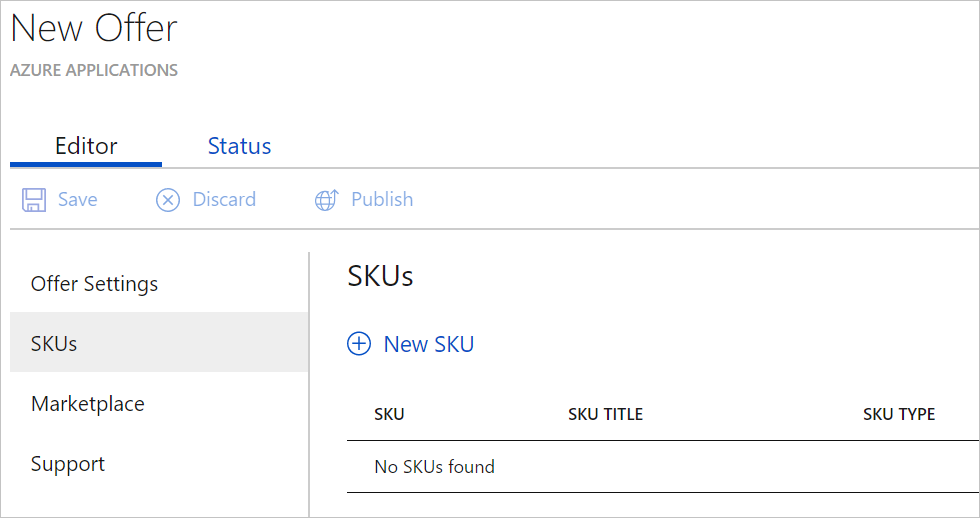 New Offer
AZURE APPLICATIONS
Editor Status
Save Discard Publish
Offer Settings
SKUs
Marketplace
Support
SKUs
New SKU
SKU SKU TITLE SKU TYPE
No SKUs found